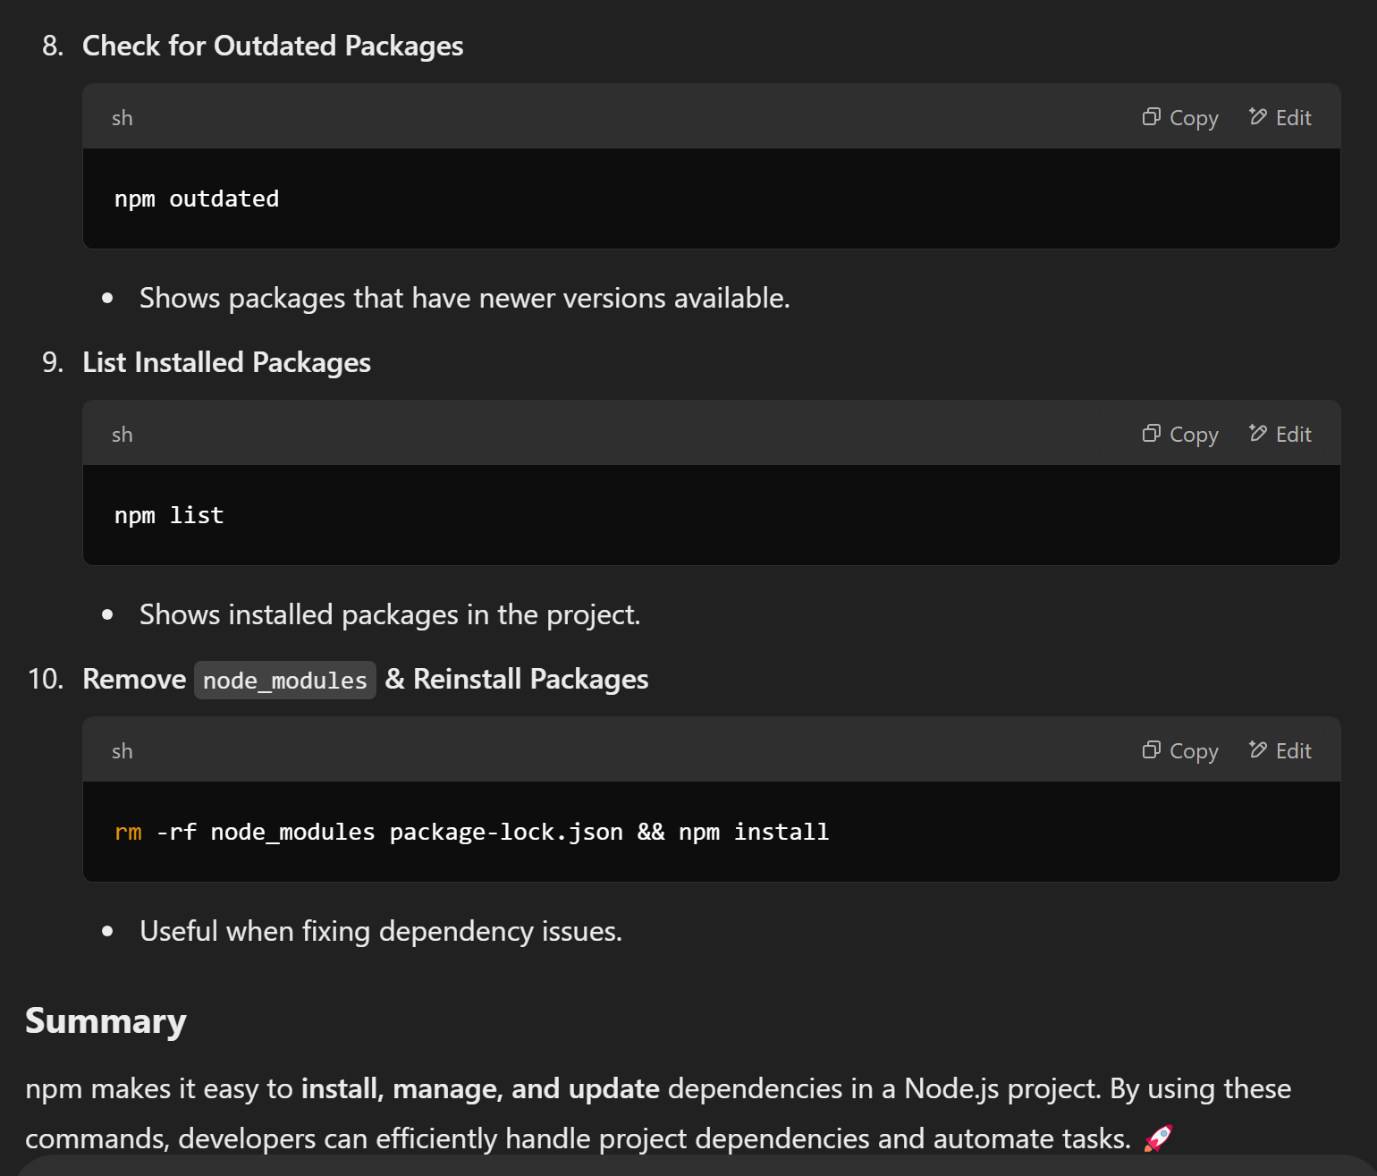 8. Check for Outdated Packages
sh Copy Edit
npm outdated
• Shows packages that have newer versions available.
9. List Installed Packages
sh Copy Edit
npm list
• Shows installed packages in the project.
10. Remove node_modules & Reinstall Packages
sh Copy Edit
rm -rf node_modules package-lock.json && npm install
• Useful when fixing dependency issues.
Summary
npm makes it easy to install, manage, and update dependencies in a Node.js project. By using these
commands, developers can efficiently handle project dependencies and automate tasks. 🚀